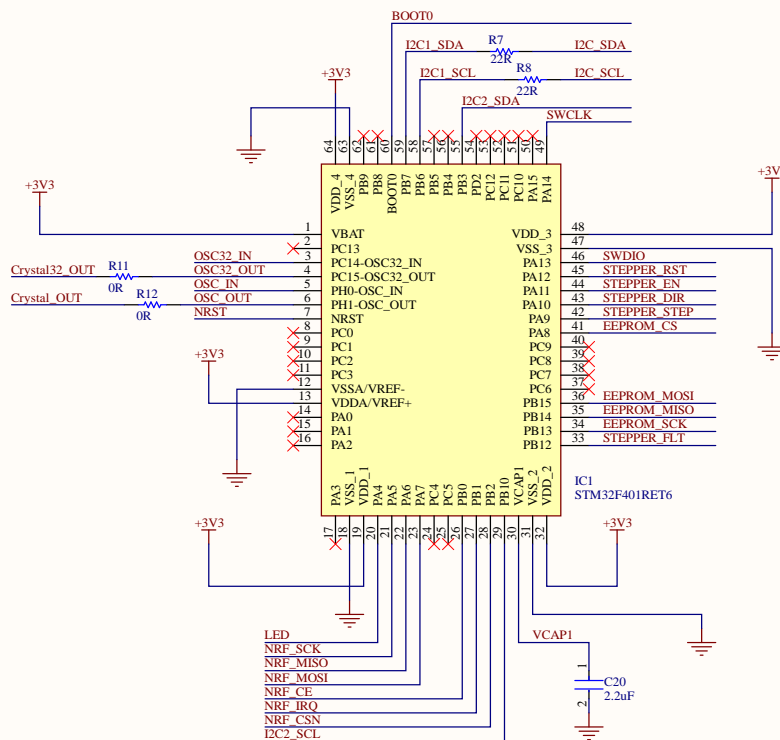 BOOT0
I2C1_SDA R7 22R I2C_SDA
I2C1_SCL R8 22R I2C_SCL
+3V3
I2C2_SDA
SWCLK
64 63 62 61 60 59 58 57 56 55 54 53 52 51 50 49
VDD_4 VSS_4 PB9 PB8 BOOT0 PB7 PB6 PB5 PB4 PB3 PD2 PC12 PC11 PC10 PA15 PA14
+3V3
+3V
1 VBAT VDD_3 48
2 PC13 VSS_3 47
OSC32_IN 3 PC14-OSC32_IN PA13 46 SWDIO
Crystal32_OUT R11 0R OSC32_OUT 4 PC15-OSC32_OUT PA12 45 STEPPER_RST
OSC_IN 5 PH0-OSC_IN PA11 44 STEPPER_EN
Crystal_OUT R12 0R OSC_OUT 6 PH1-OSC_OUT PA10 43 STEPPER_DIR
NRST 7 NRST PA9 42 STEPPER_STEP
8 PC0 PA8 41 EEPROM_CS
9 PC1 PC9 40
10 PC2 PC8 39
11 PC3 PC7 38
12 VSSA/VREF- PC6 37
+3V3
13 VDDA/VREF+ PB15 36 EEPROM_MOSI
14 PA0 PB14 35 EEPROM_MISO
15 PA1 PB13 34 EEPROM_SCK
16 PA2 PB12 33 STEPPER_FLT
PA3 VSS_1 VDD_1 PA4 PA5 PA6 PA7 PC4 PC5 PB0 PB1 PB2 PB10 VCAP1 VSS_2 VDD_2
IC1
STM32F401RET6
17 18 19 20 21 22 23 24 25 26 27 28 29 30 31 32
+3V3
+3V3
LED
NRF_SCK
NRF_MISO
NRF_MOSI
NRF_CE
NRF_IRQ
NRF_CSN
I2C2_SCL
VCAP1
1
C20
2.2uF
2